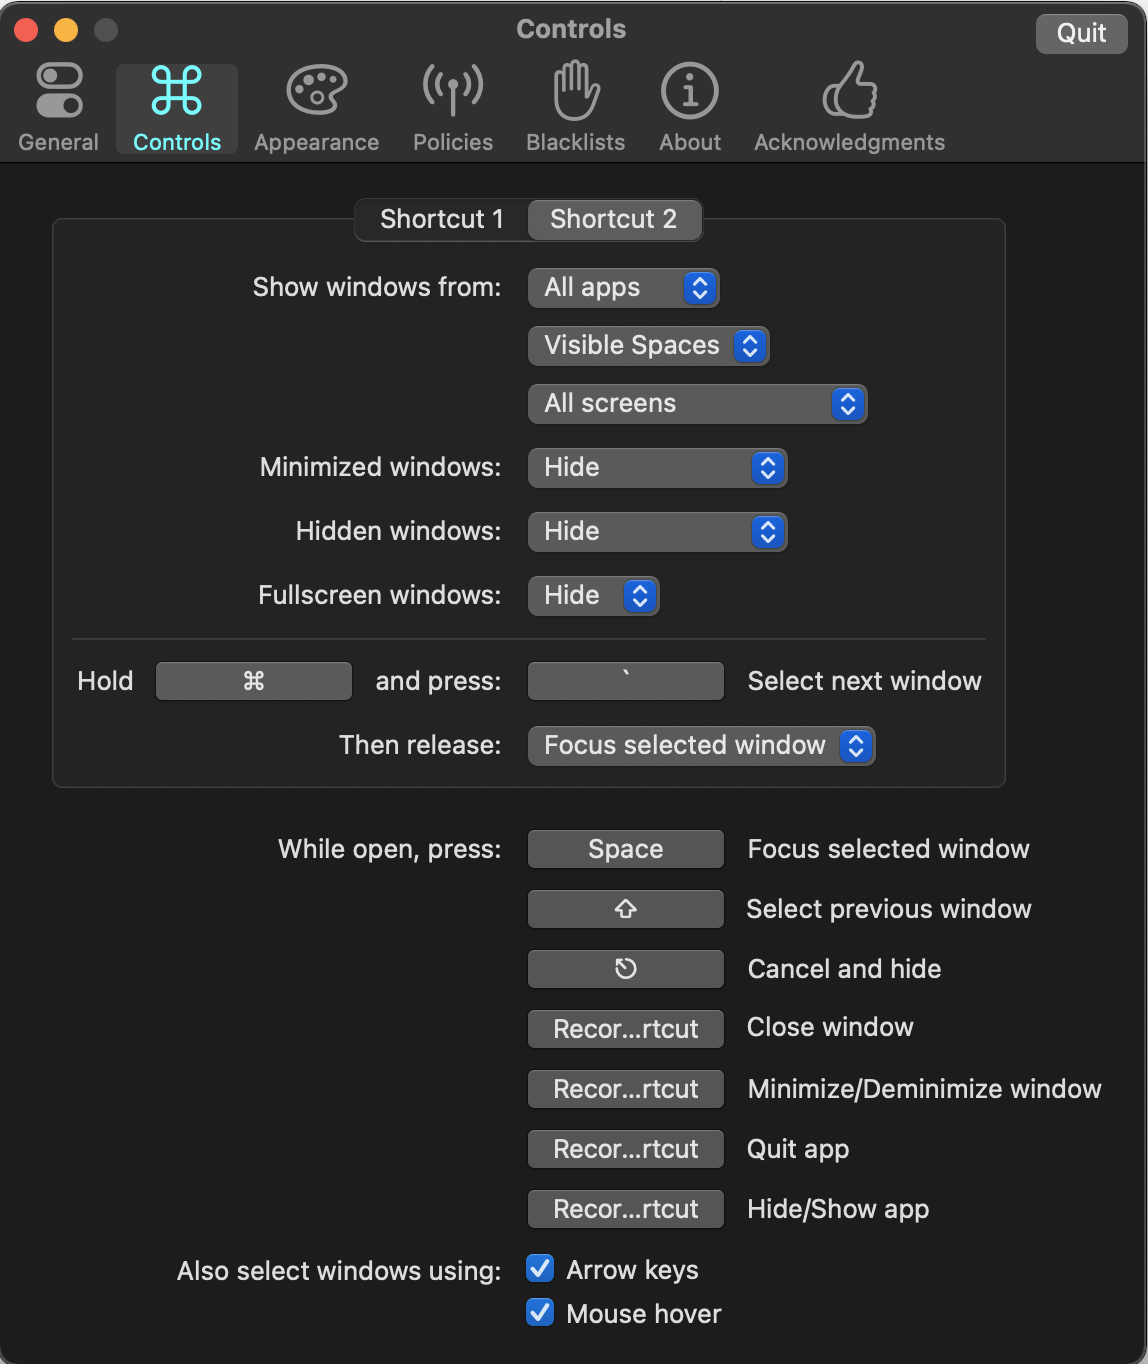 Controls
Quit
General
Controls
Appearance
Policies
Blacklists
About
Acknowledgments
Shortcut 1
Shortcut 2
Show windows from:
All apps
Visible Spaces
All screens
Minimized windows:
Hide
Hidden windows:
Hide
Fullscreen windows:
Hide
Hold ⌘ and press: ` Select next window
Then release: Focus selected window
While open, press: Space Focus selected window
⇧ Select previous window
⎋ Cancel and hide
Recor...rtcut Close window
Recor...rtcut Minimize/Deminimize window
Recor...rtcut Quit app
Recor...rtcut Hide/Show app
Also select windows using: Arrow keys
Mouse hover